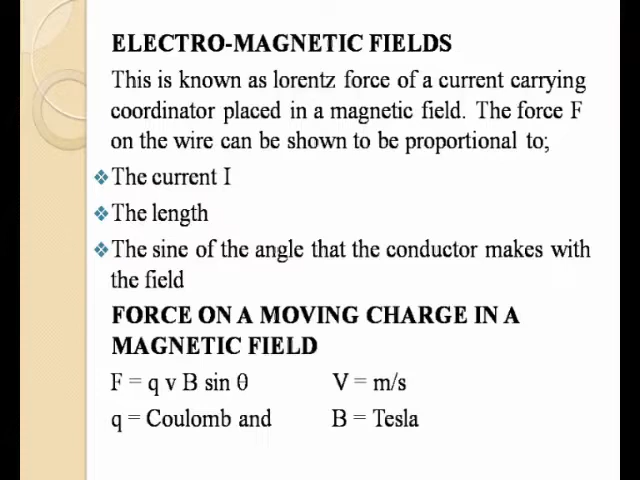 ELECTRO-MAGNETIC FIELDS
This is known as lorentz force of a current carrying
coordinator placed in a magnetic field. The force F
on the wire can be shown to be proportional to;
❖The current I
❖The length
❖The sine of the angle that the conductor makes with
the field
FORCE ON A MOVING CHARGE IN A
MAGNETIC FIELD
F = q v B sin θ V = m/s
q = Coulomb and B = Tesla